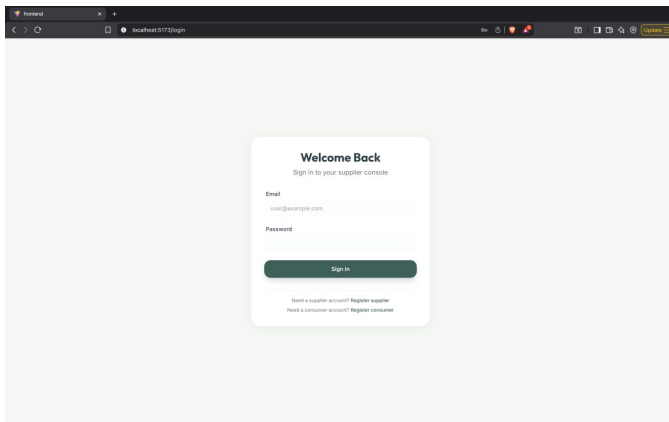 frontend
localhost:5173/login
Update
Welcome Back
Sign in to your supplier console
Email
user@example.com
Password
Sign In
Need a supplier account? Register supplier
Need a consumer account? Register consumer